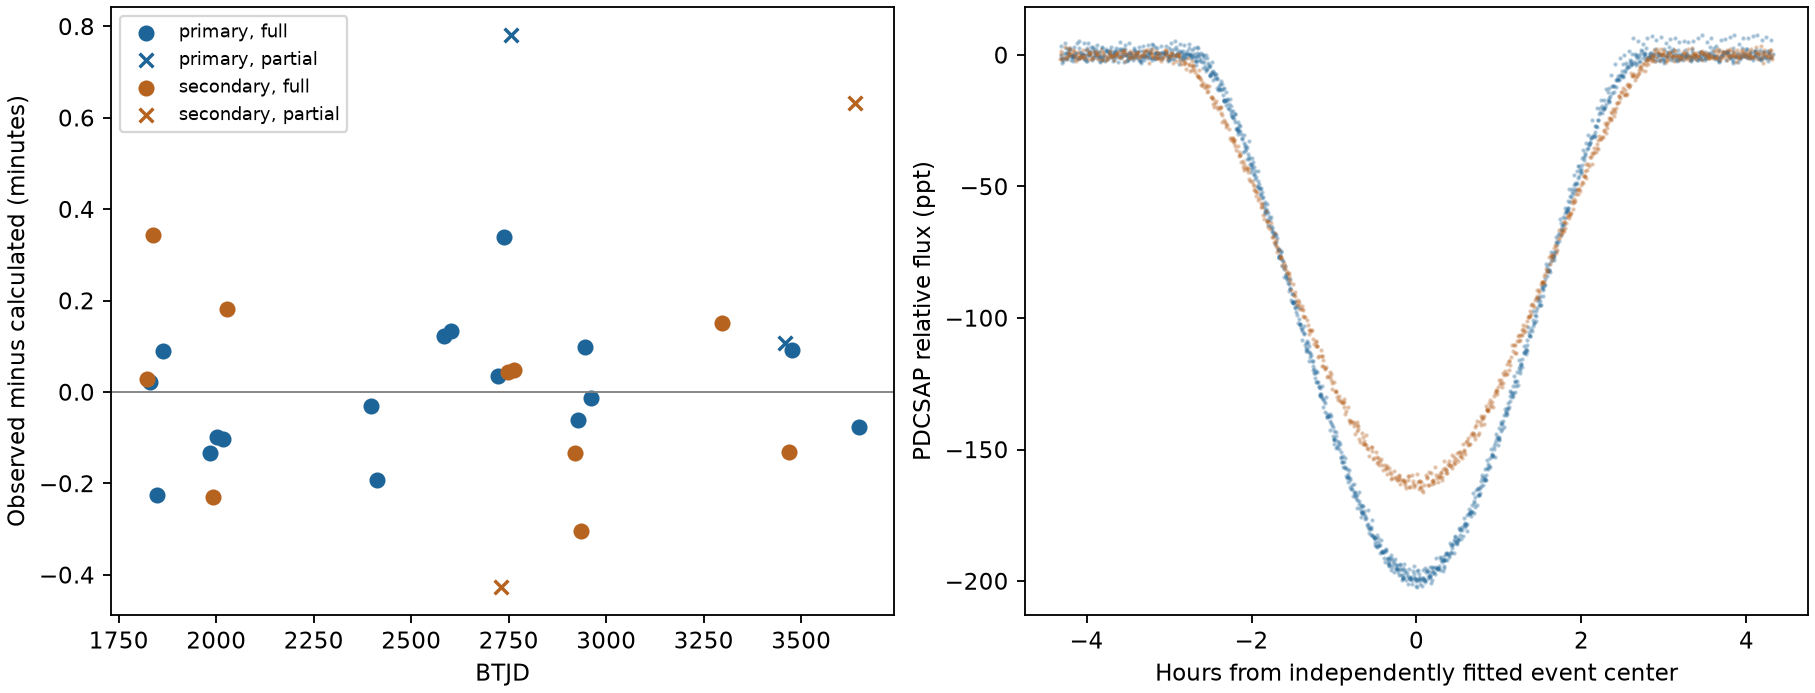 primary, full
primary, partial
secondary, full
secondary, partial
Observed minus calculated (minutes)
0.8
0.6
0.4
0.2
0.0
−0.2
−0.4
1750 2000 2250 2500 2750 3000 3250 3500
BTJD
PDCSAP relative flux (ppt)
0
−50
−100
−150
−200
−4 −2 0 2 4
Hours from independently fitted event center